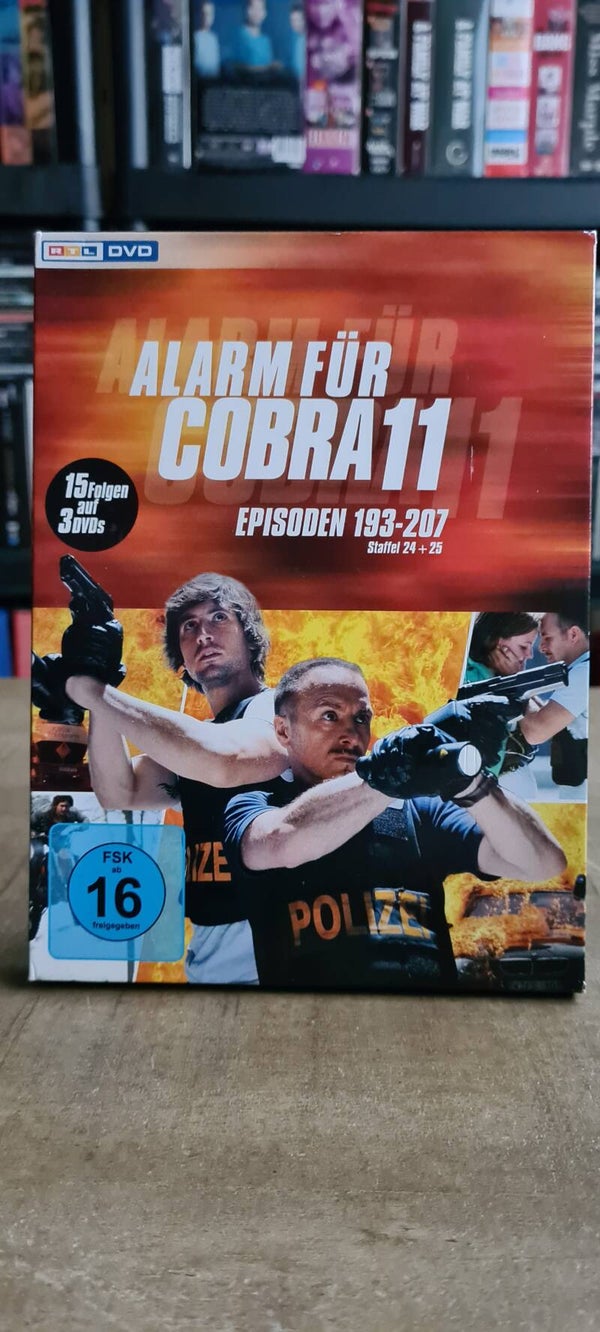 RTL DVD
ALARM FÜR
COBRA 11
15 Folgen
auf
3 DVDs
EPISODEN 193-207
Staffel 24 + 25
FSK
ab
16
freigegeben
IZE
POLIZEI